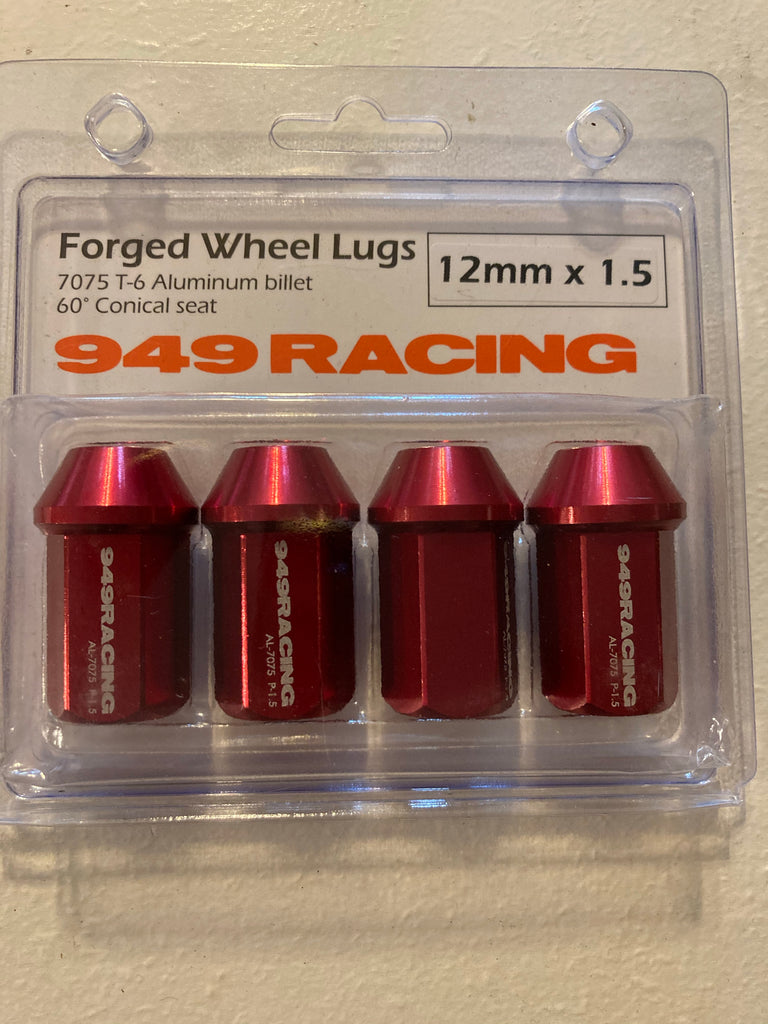 Forged Wheel Lugs
12mm x 1.5
7075 T-6 Aluminum billet
60° Conical seat
949 RACING
949RACING
AL-7075 P-1.5
949RACING
AL-7075 P-1.5
949RACING
AL-7075 P-1.5